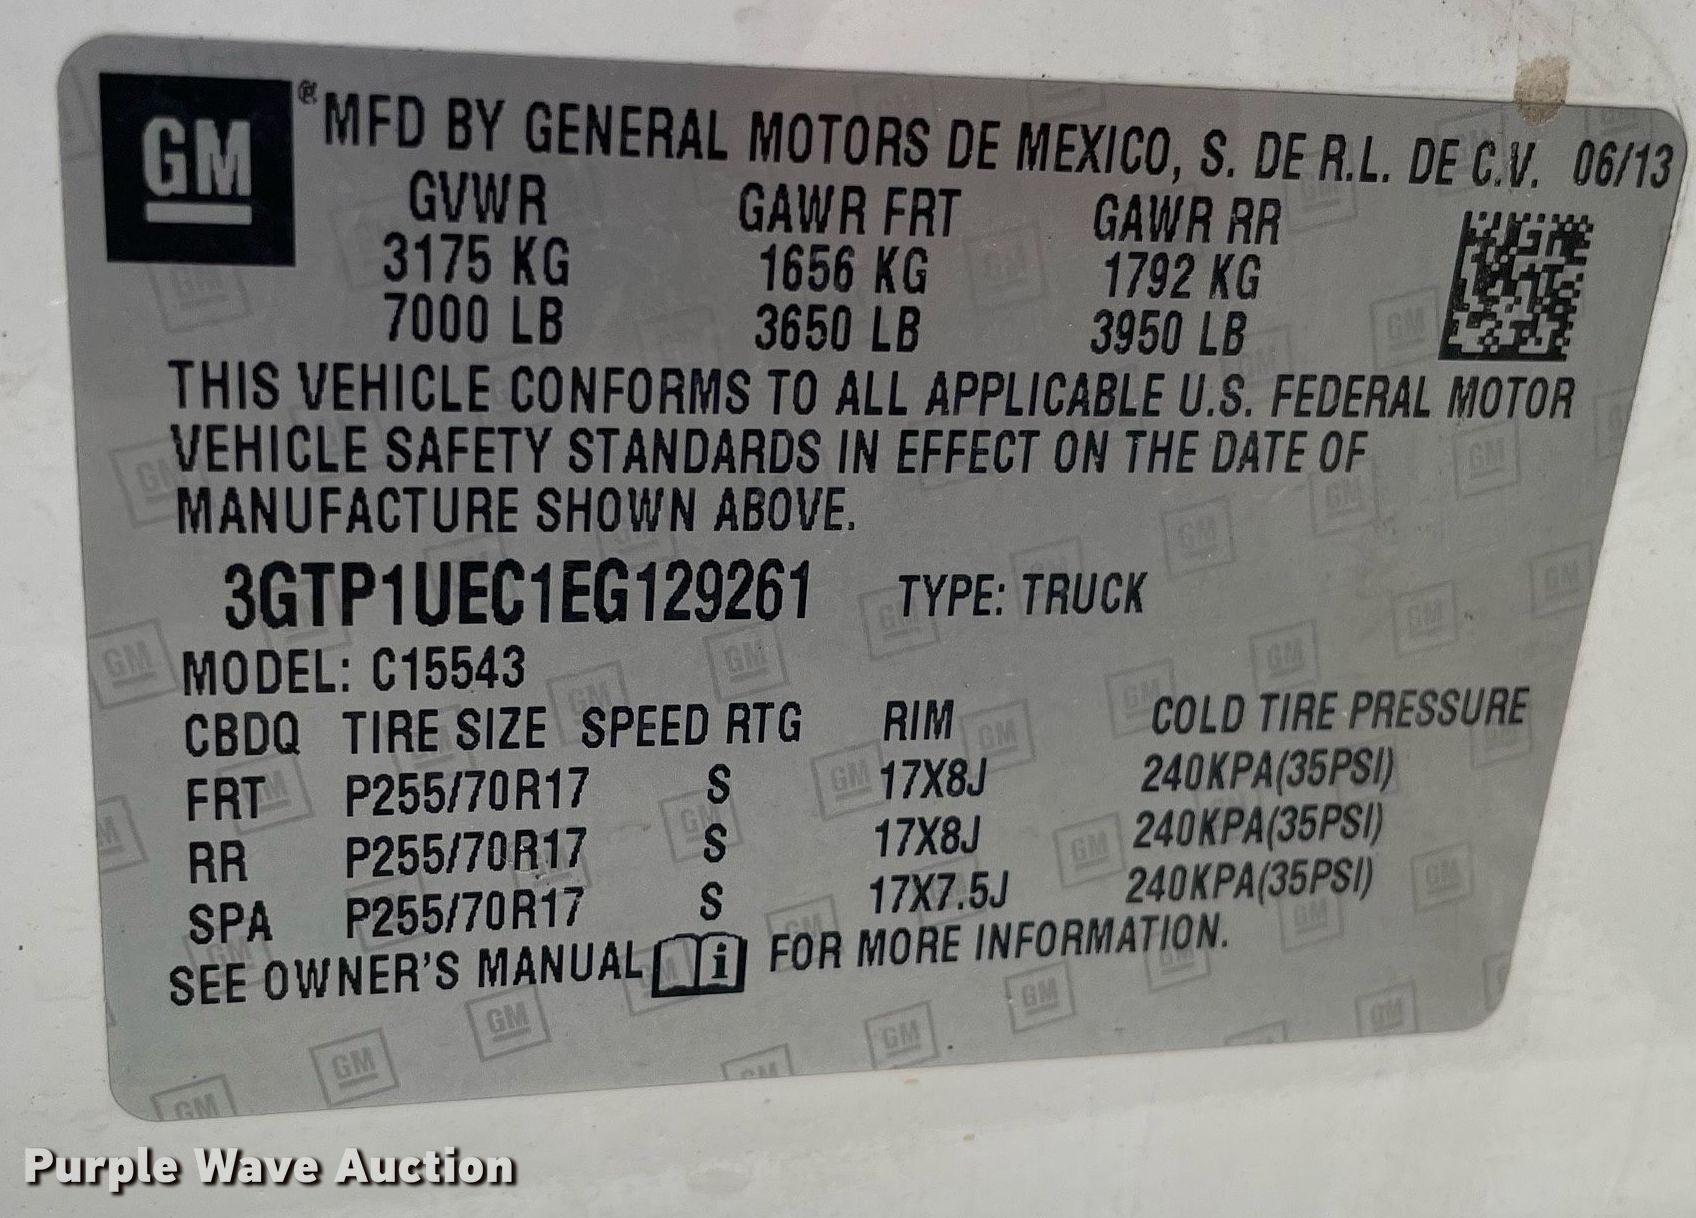 GM ® MFD BY GENERAL MOTORS DE MEXICO, S. DE R.L. DE C.V. 06/13
GVWR GAWR FRT GAWR RR
3175 KG 1656 KG 1792 KG
7000 LB 3650 LB 3950 LB
THIS VEHICLE CONFORMS TO ALL APPLICABLE U.S. FEDERAL MOTOR
VEHICLE SAFETY STANDARDS IN EFFECT ON THE DATE OF
MANUFACTURE SHOWN ABOVE.
3GTP1UEC1EG129261 TYPE: TRUCK
MODEL: C15543
CBDQ TIRE SIZE SPEED RTG RIM COLD TIRE PRESSURE
FRT P255/70R17 S 17X8J 240KPA(35PSI)
RR P255/70R17 S 17X8J 240KPA(35PSI)
SPA P255/70R17 S 17X7.5J 240KPA(35PSI)
SEE OWNER'S MANUAL i FOR MORE INFORMATION.
Purple Wave Auction